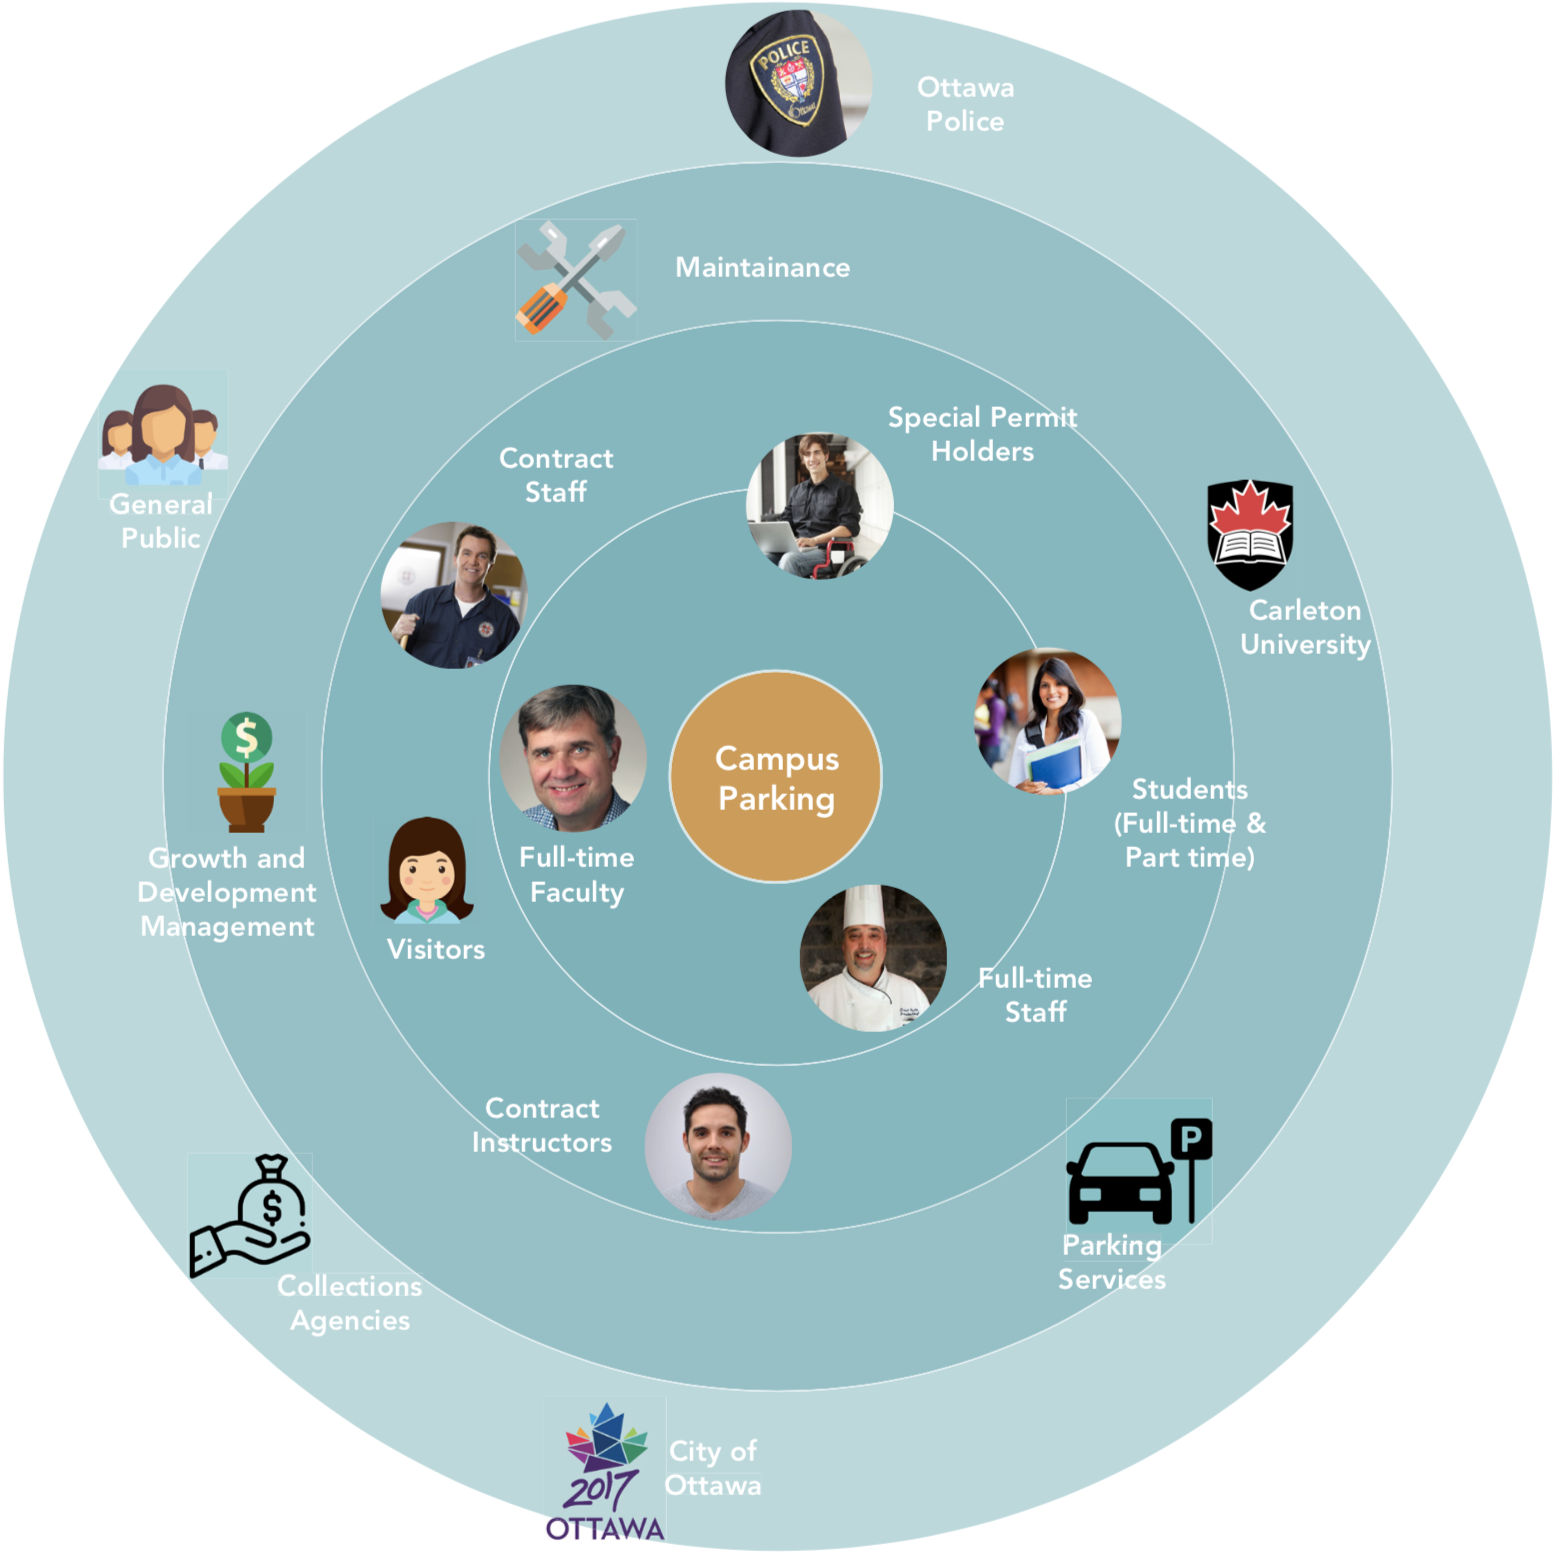 POLICE
Ottawa
Ottawa
Police
Maintainance
Special Permit
Holders
Contract
Staff
General
Public
Carleton
University
$
Campus
Parking
Students
(Full-time &
Part time)
Growth and
Development
Management
Full-time
Faculty
Visitors
Full-time
Staff
Contract
Instructors
P
$
Parking
Services
Collections
Agencies
City of
Ottawa
2017
OTTAWA